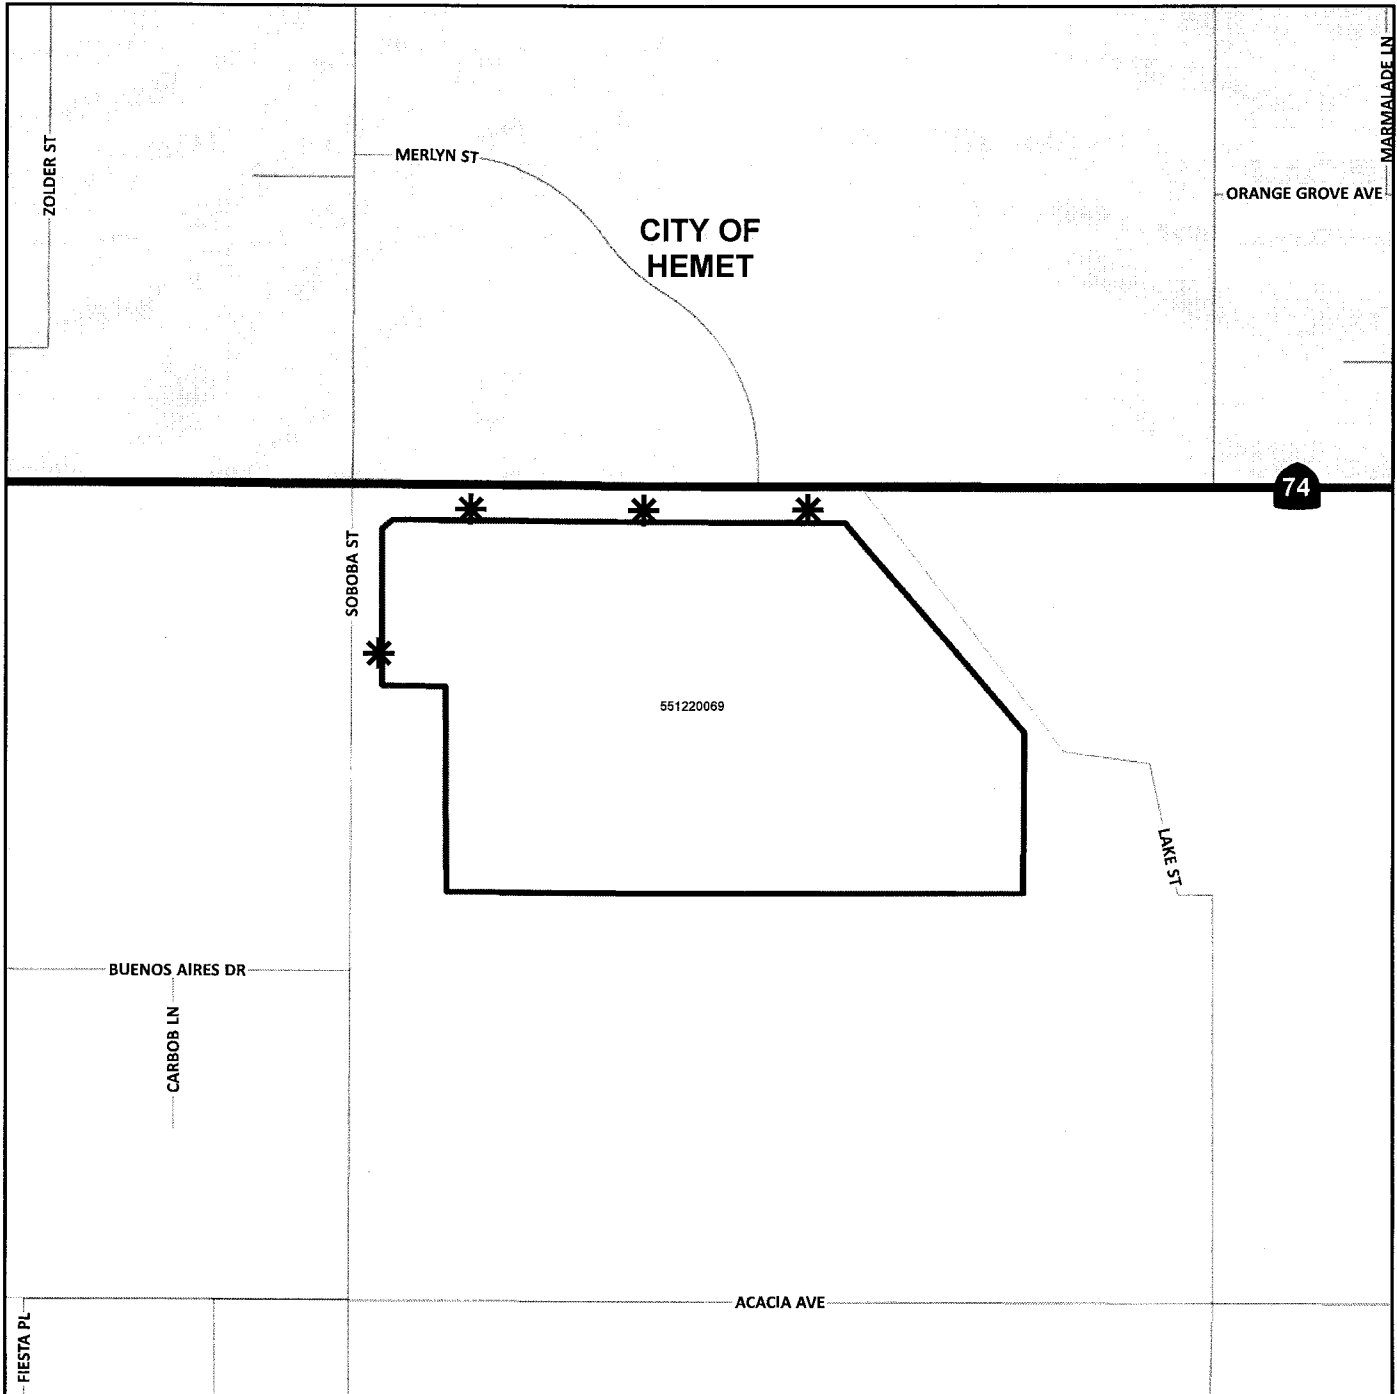 MARMALADE LN
ZOLDER ST
MERLYN ST
ORANGE GROVE AVE
CITY OF
HEMET
74
SOBOBA ST
551220069
LAKE ST
BUENOS AIRES DR
CARBOB LN
ACACIA AVE
FIESTA PL